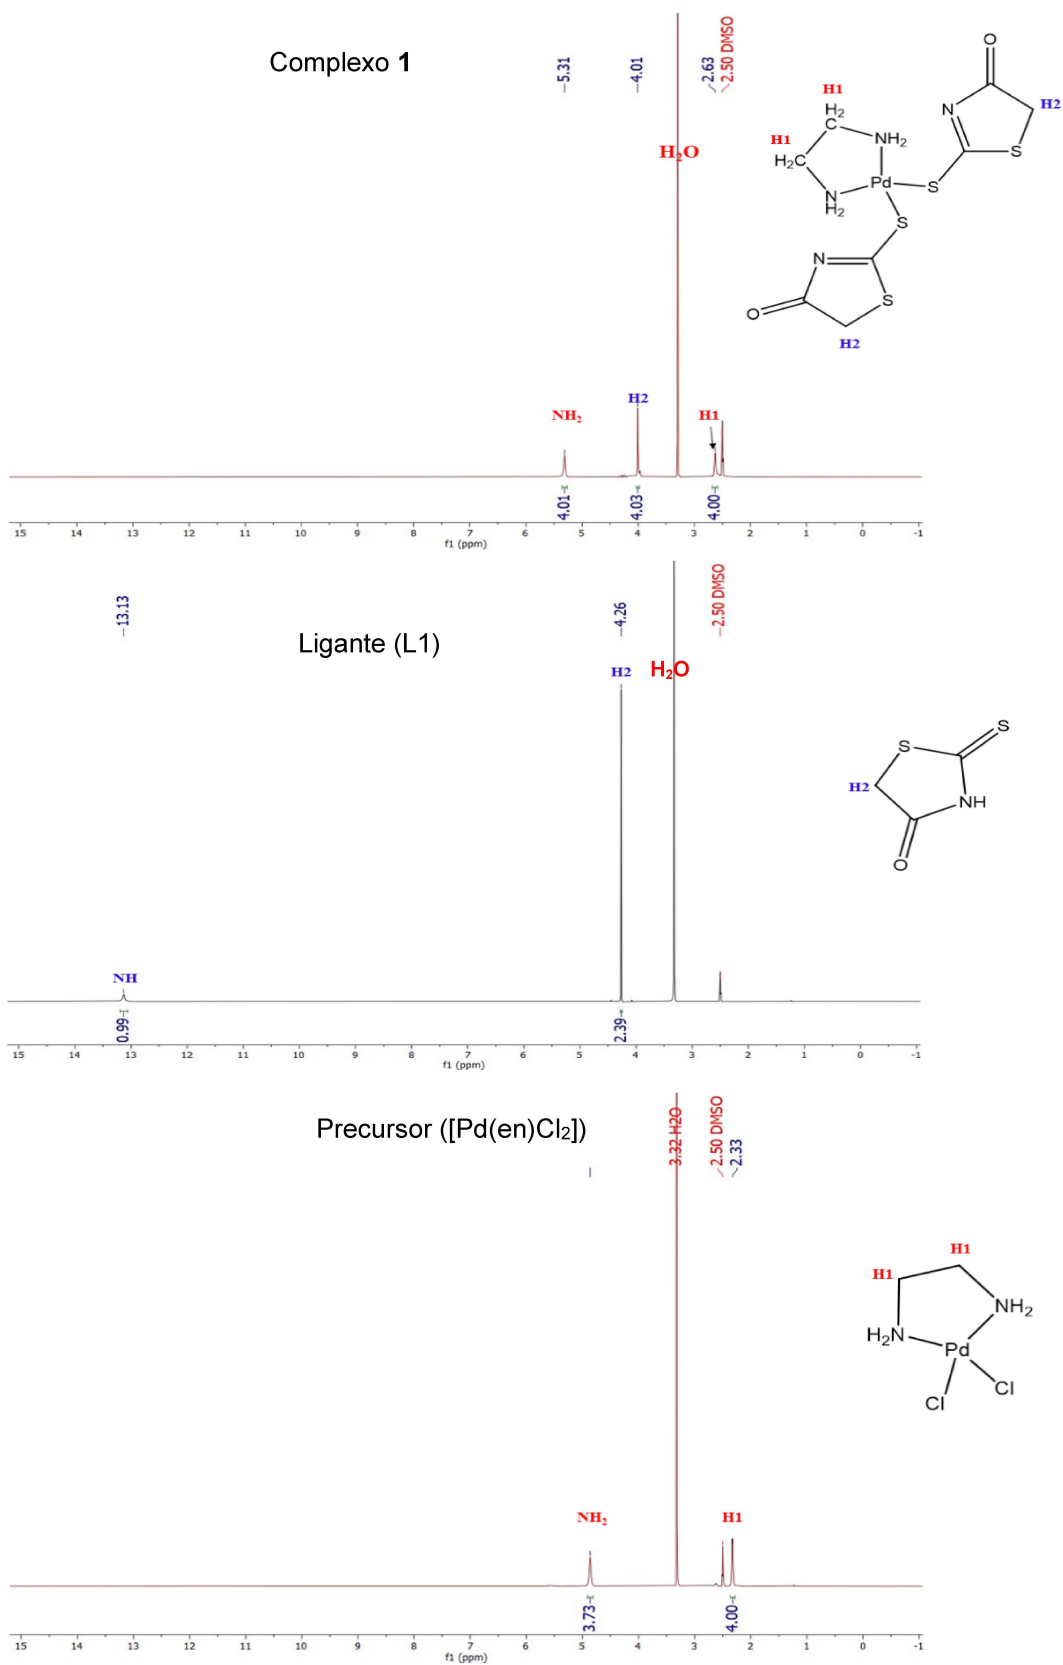 Complexo 1
5.31
4.01
2.63
2.50 DMSO
H₂O
O
N
H2
S
H1
H₂
C
H1
H₂C
NH₂
Pd
S
N
H₂
S
N
S
O
H2
NH₂
H2
H1
4.01
4.03
4.00
15 14 13 12 11 10 9 8 7 6 5 4 3 2 1 0 -1
f1 (ppm)
13.13
4.26
2.50 DMSO
Ligante (L1)
H2
H₂O
S
S
H2
NH
O
NH
0.99
2.39
15 14 13 12 11 10 9 8 7 6 5 4 3 2 1 0 -1
f1 (ppm)
Precursor ([Pd(en)Cl₂])
3.32 H2O
2.50 DMSO
2.33
H1
H1
NH₂
H₂N
Pd
Cl
Cl
NH₂
H1
3.73
4.00
15 14 13 12 11 10 9 8 7 6 5 4 3 2 1 0 -1
f1 (ppm)